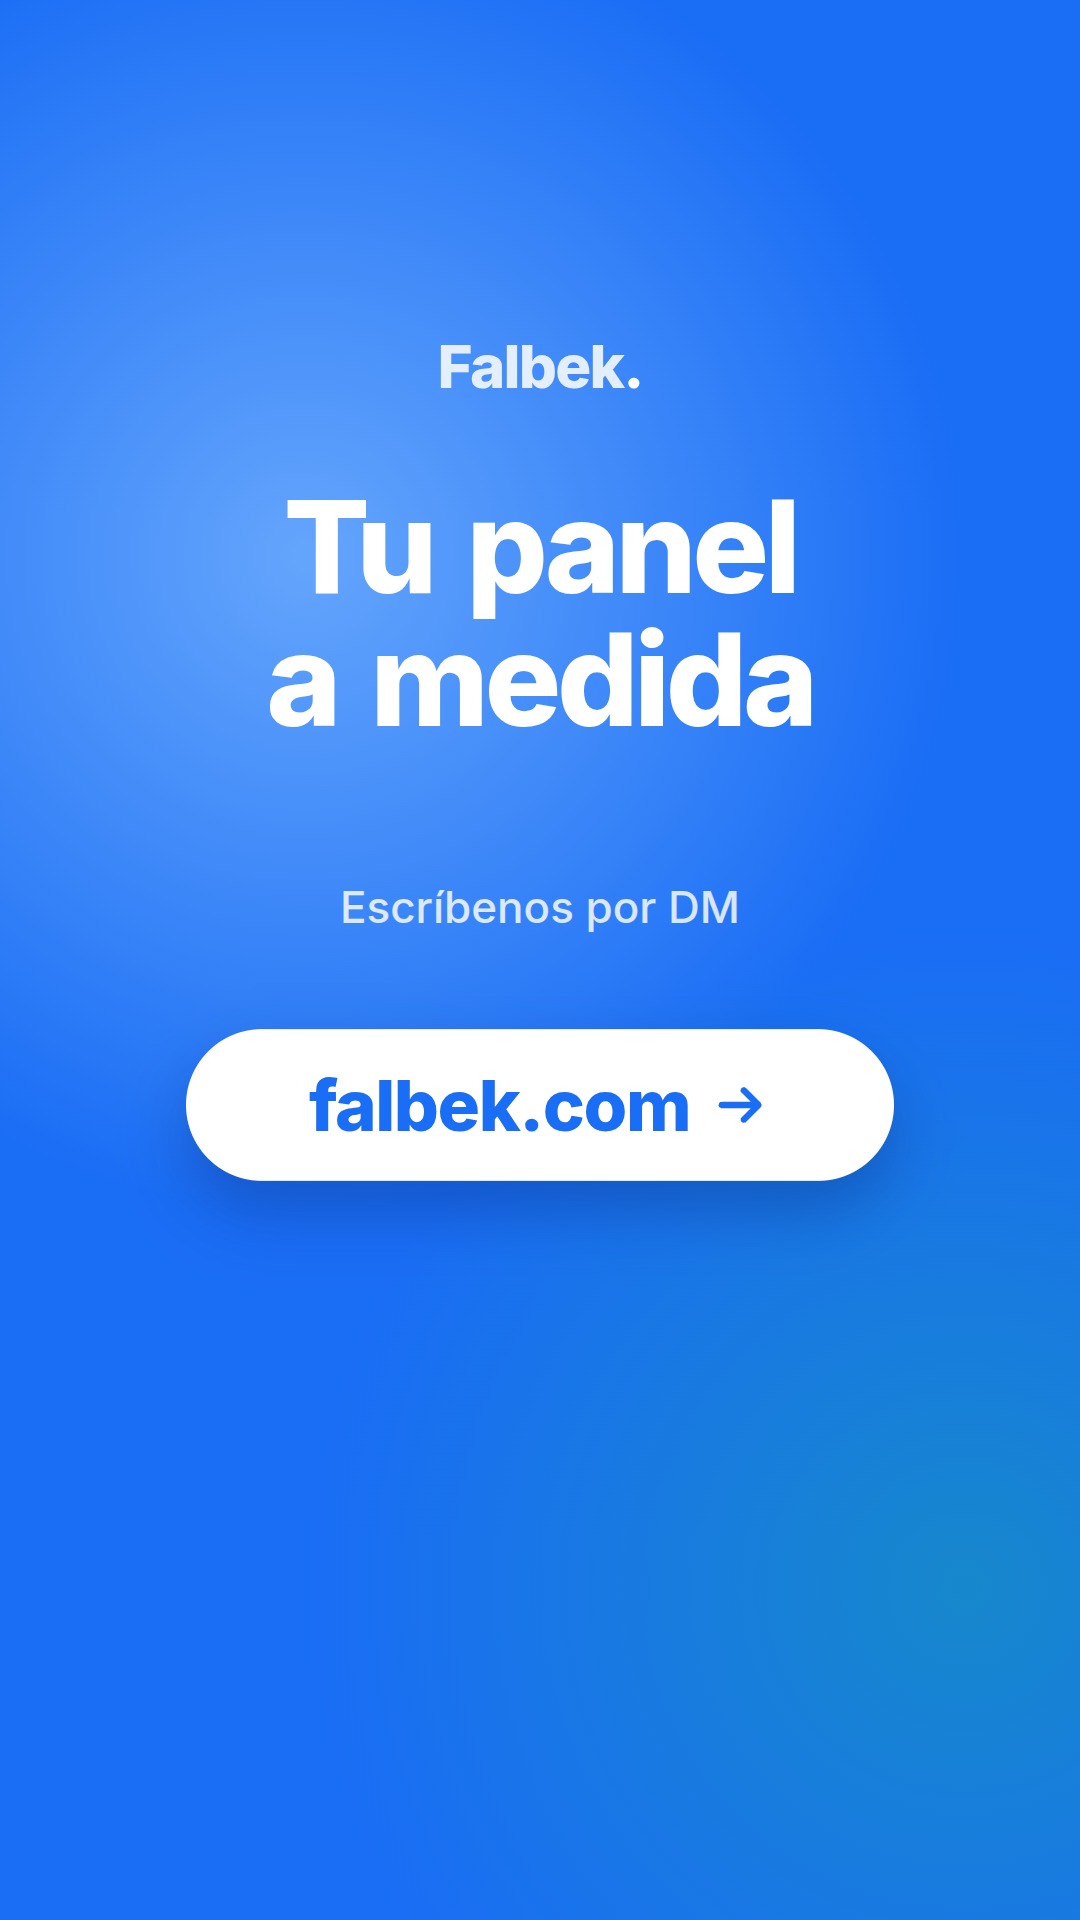 Falbek.
Tu panel
a medida
Escríbenos por DM
falbek.com →